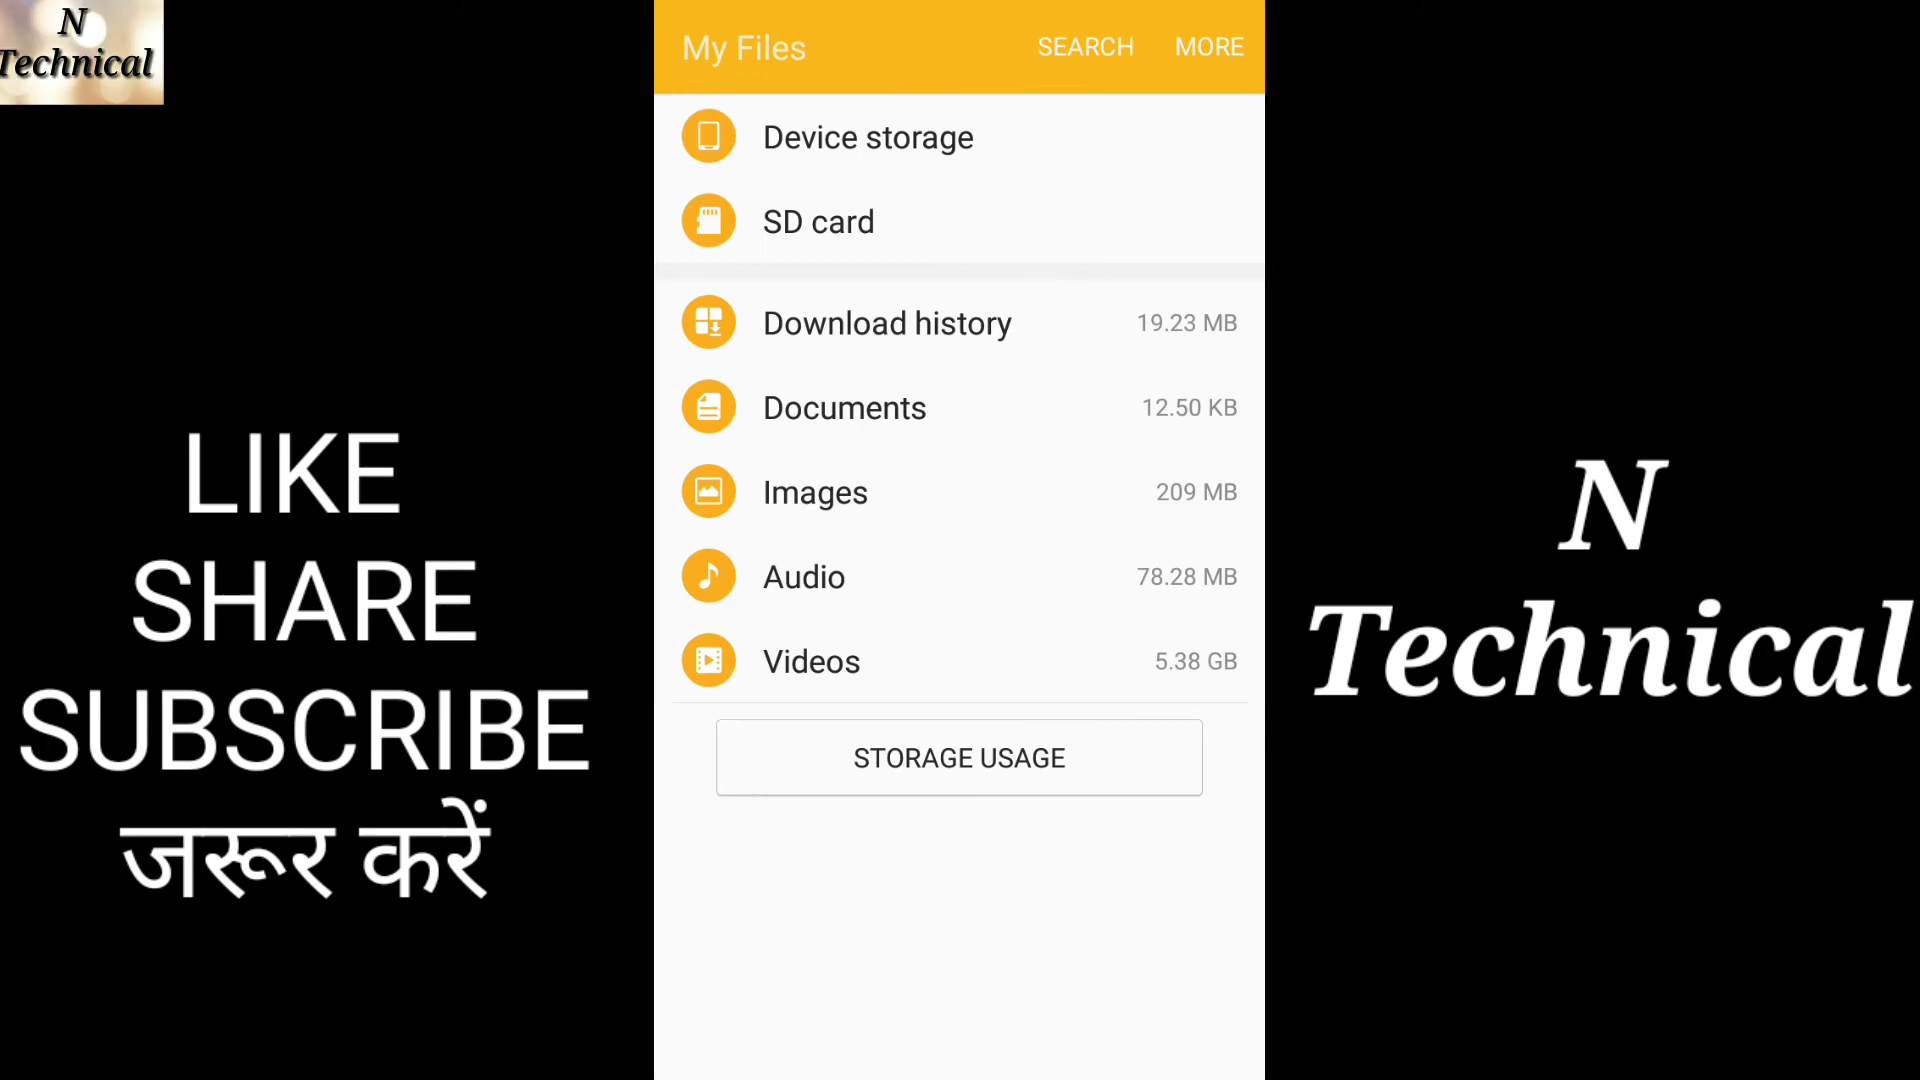 N
Technical
My Files SEARCH MORE
Device storage
SD card
Download history 19.23 MB
Documents 12.50 KB
Images 209 MB
Audio 78.28 MB
Videos 5.38 GB
STORAGE USAGE
LIKE
SHARE
SUBSCRIBE
जरूर करें
N
Technical